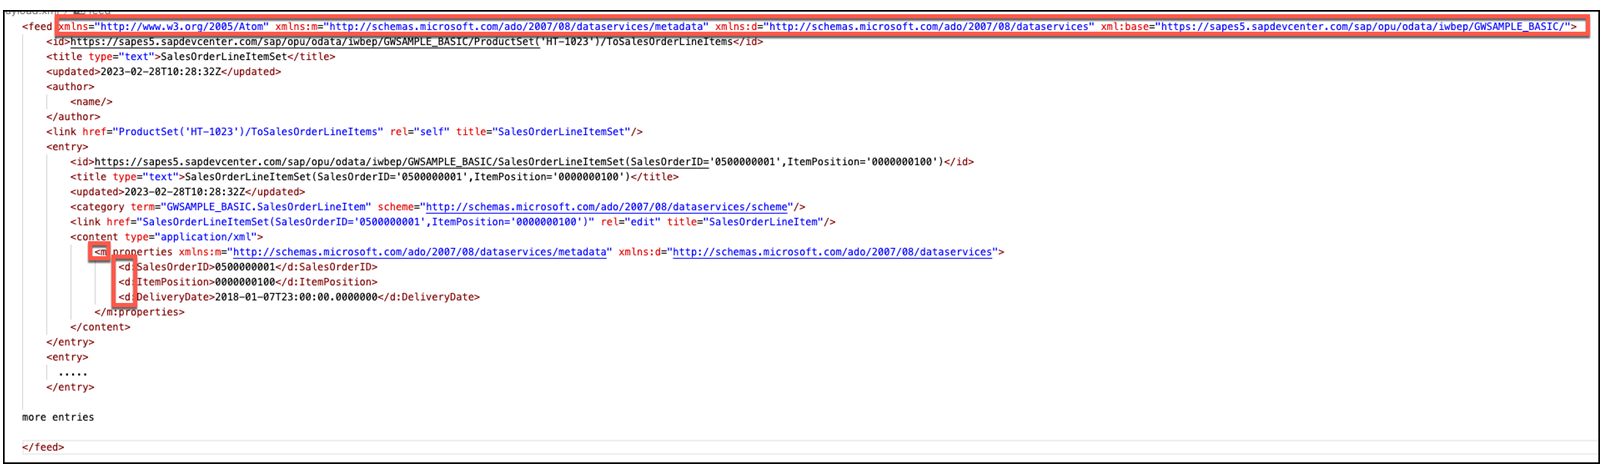 <feed xmlns="http://www.w3.org/2005/Atom" xmlns:m="http://schemas.microsoft.com/ado/2007/08/dataservices/metadata" xmlns:d="http://schemas.microsoft.com/ado/2007/08/dataservices" xml:base="https://sapes5.sapdevcenter.com/sap/opu/odata/iwbep/GWSAMPLE_BASIC/">
<id>https://sapes5.sapdevcenter.com/sap/opu/odata/iwbep/GWSAMPLE_BASIC/ProductSet('HT-1023')/ToSalesOrderLineItems</id>
<title type="text">SalesOrderLineItemSet</title>
<updated>2023-02-28T10:28:32Z</updated>
<author>
<name/>
</author>
<link href="ProductSet('HT-1023')/ToSalesOrderLineItems" rel="self" title="SalesOrderLineItemSet"/>
<entry>
<id>https://sapes5.sapdevcenter.com/sap/opu/odata/iwbep/GWSAMPLE_BASIC/SalesOrderLineItemSet(SalesOrderID='0500000001',ItemPosition='0000000100')</id>
<title type="text">SalesOrderLineItemSet(SalesOrderID='0500000001',ItemPosition='0000000100')</title>
<updated>2023-02-28T10:28:32Z</updated>
<category term="GWSAMPLE_BASIC.SalesOrderLineItem" scheme="http://schemas.microsoft.com/ado/2007/08/dataservices/scheme"/>
<link href="SalesOrderLineItemSet(SalesOrderID='0500000001',ItemPosition='0000000100')" rel="edit" title="SalesOrderLineItem"/>
<content type="application/xml">
<m:properties xmlns:m="http://schemas.microsoft.com/ado/2007/08/dataservices/metadata" xmlns:d="http://schemas.microsoft.com/ado/2007/08/dataservices">
<d:SalesOrderID>0500000001</d:SalesOrderID>
<d:ItemPosition>0000000100</d:ItemPosition>
<d:DeliveryDate>2018-01-07T23:00:00.0000000</d:DeliveryDate>
</m:properties>
</content>
</entry>
<entry>
.....
</entry>
more entries
</feed>